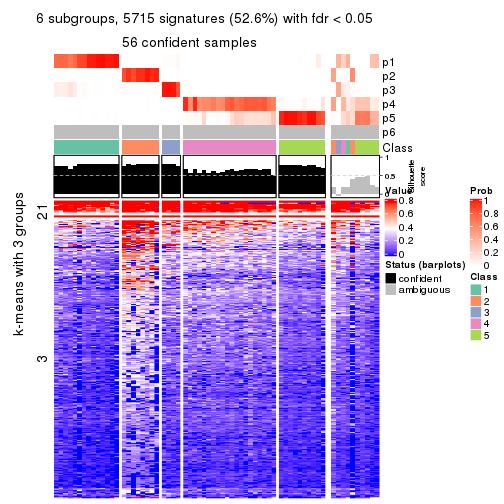 6 subgroups, 5715 signatures (52.6%) with fdr < 0.05
56 confident samples
p1
p2
p3
p4
p5
p6
Class
1
0.5
0
Silhouette
score
k-means with 3 groups
21
3
Value
0.8
0.6
0.4
0.2
0
Status (barplots)
confident
ambiguous
Prob
1
0.8
0.6
0.4
0.2
0
Class
1
2
3
4
5